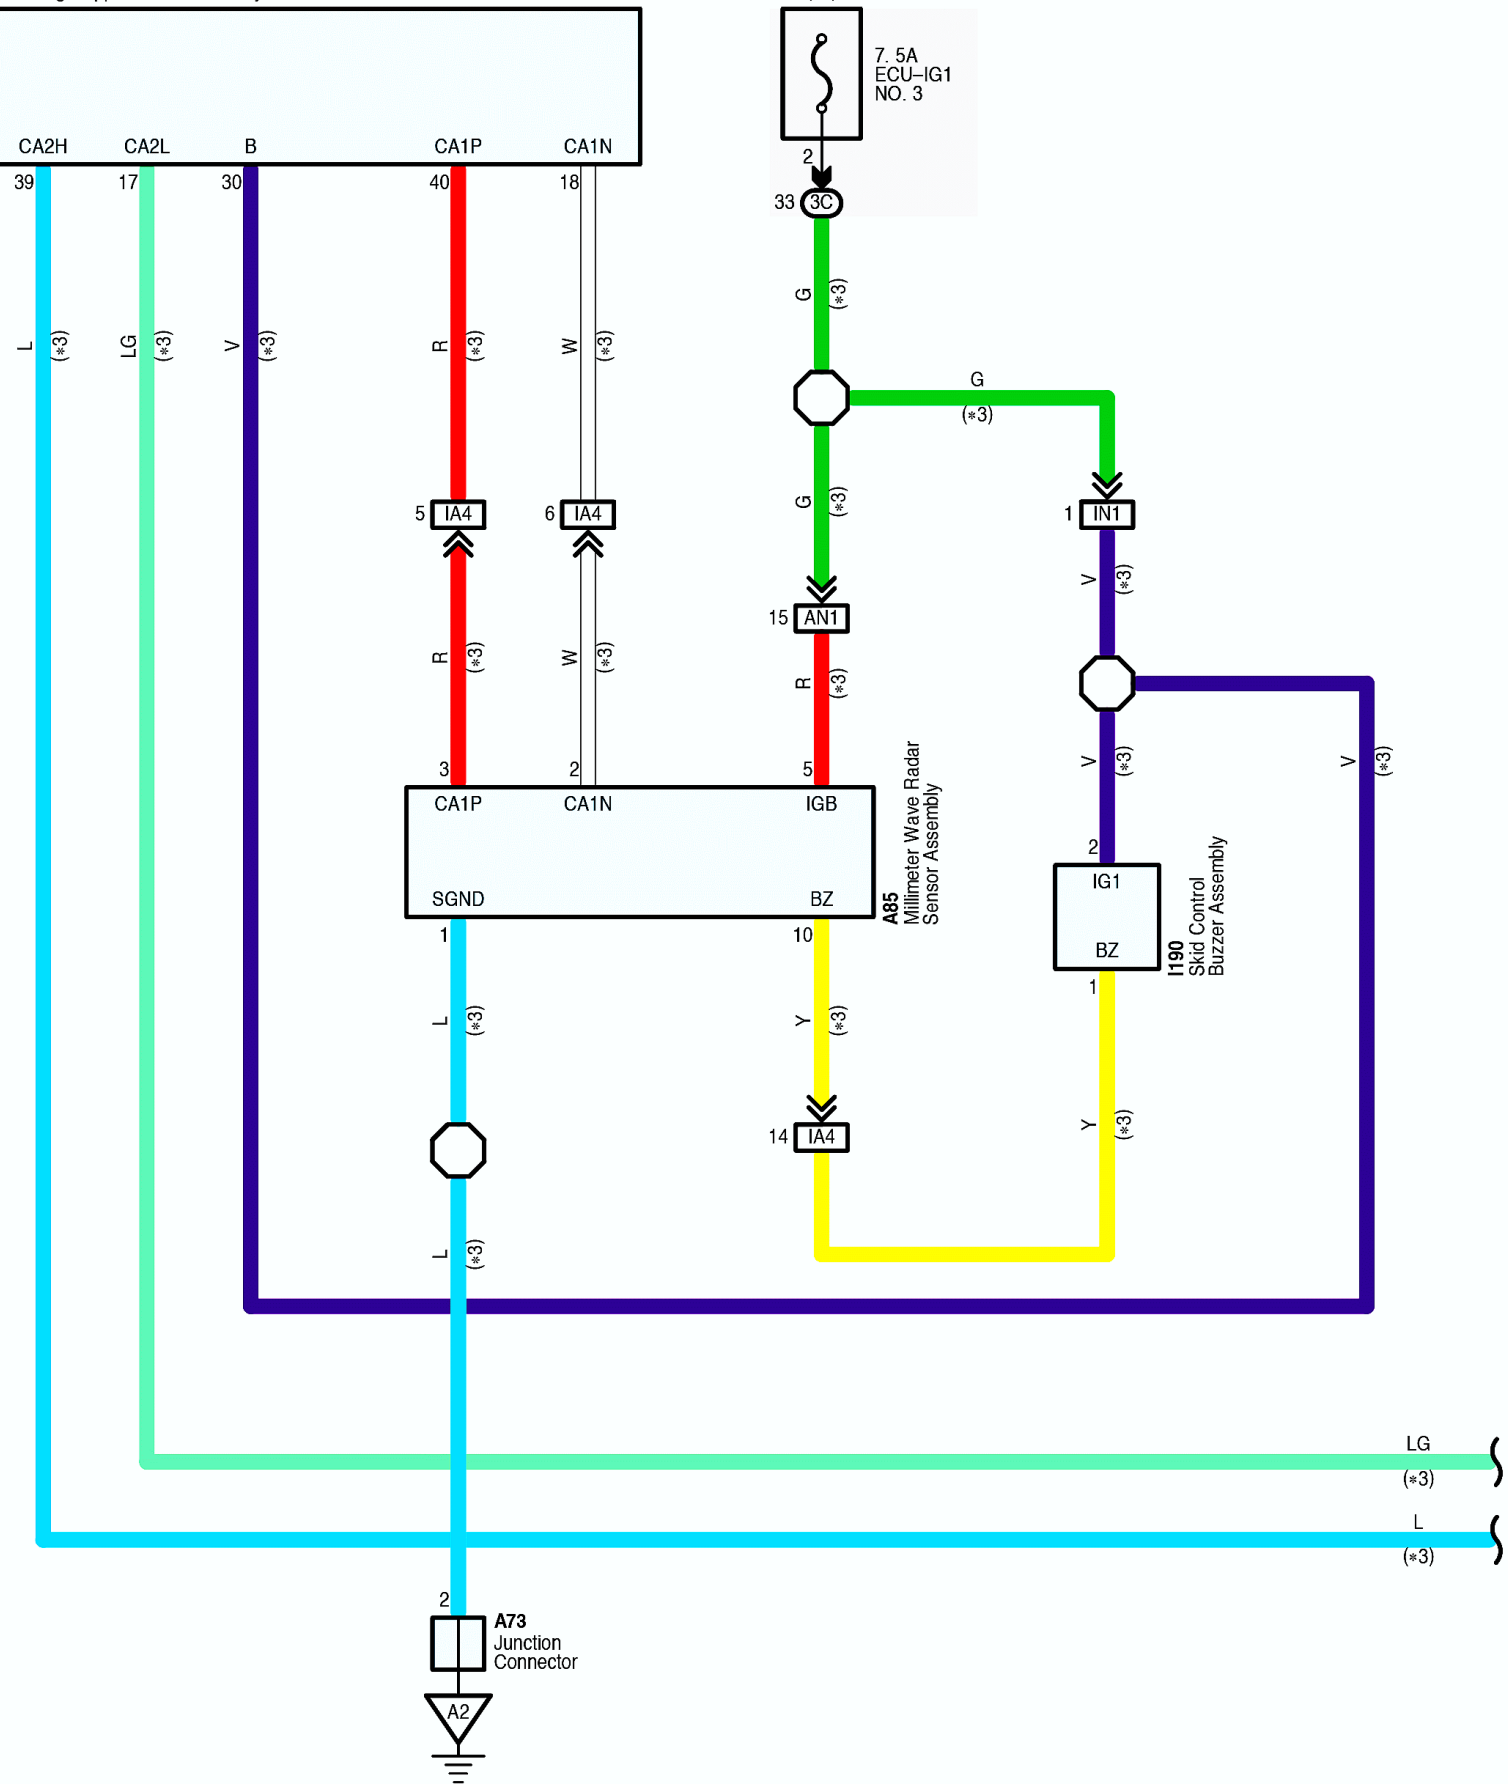 7. 5A
ECU–IG1
NO. 3
CA2H CA2L B CA1P CA1N
39 17 30 40 18
2
33 3C
G (*3)
L (*3) LG (*3) V (*3) R (*3) W (*3)
G
(*3)
G (*3)
5 IA4 6 IA4
1 IN1
V (*3)
15 AN1
R (*3) W (*3) R (*3)
V (*3) V (*3)
3 2 5
CA1P CA1N IGB
SGND BZ
A85
Millimeter Wave Radar
Sensor Assembly
2
IG1
BZ
I190
Skid Control
Buzzer Assembly
1 10 1
L (*3) Y (*3)
Y (*3)
14 IA4
L (*3)
LG
(*3)
L
(*3)
2
A73
Junction
Connector
A2